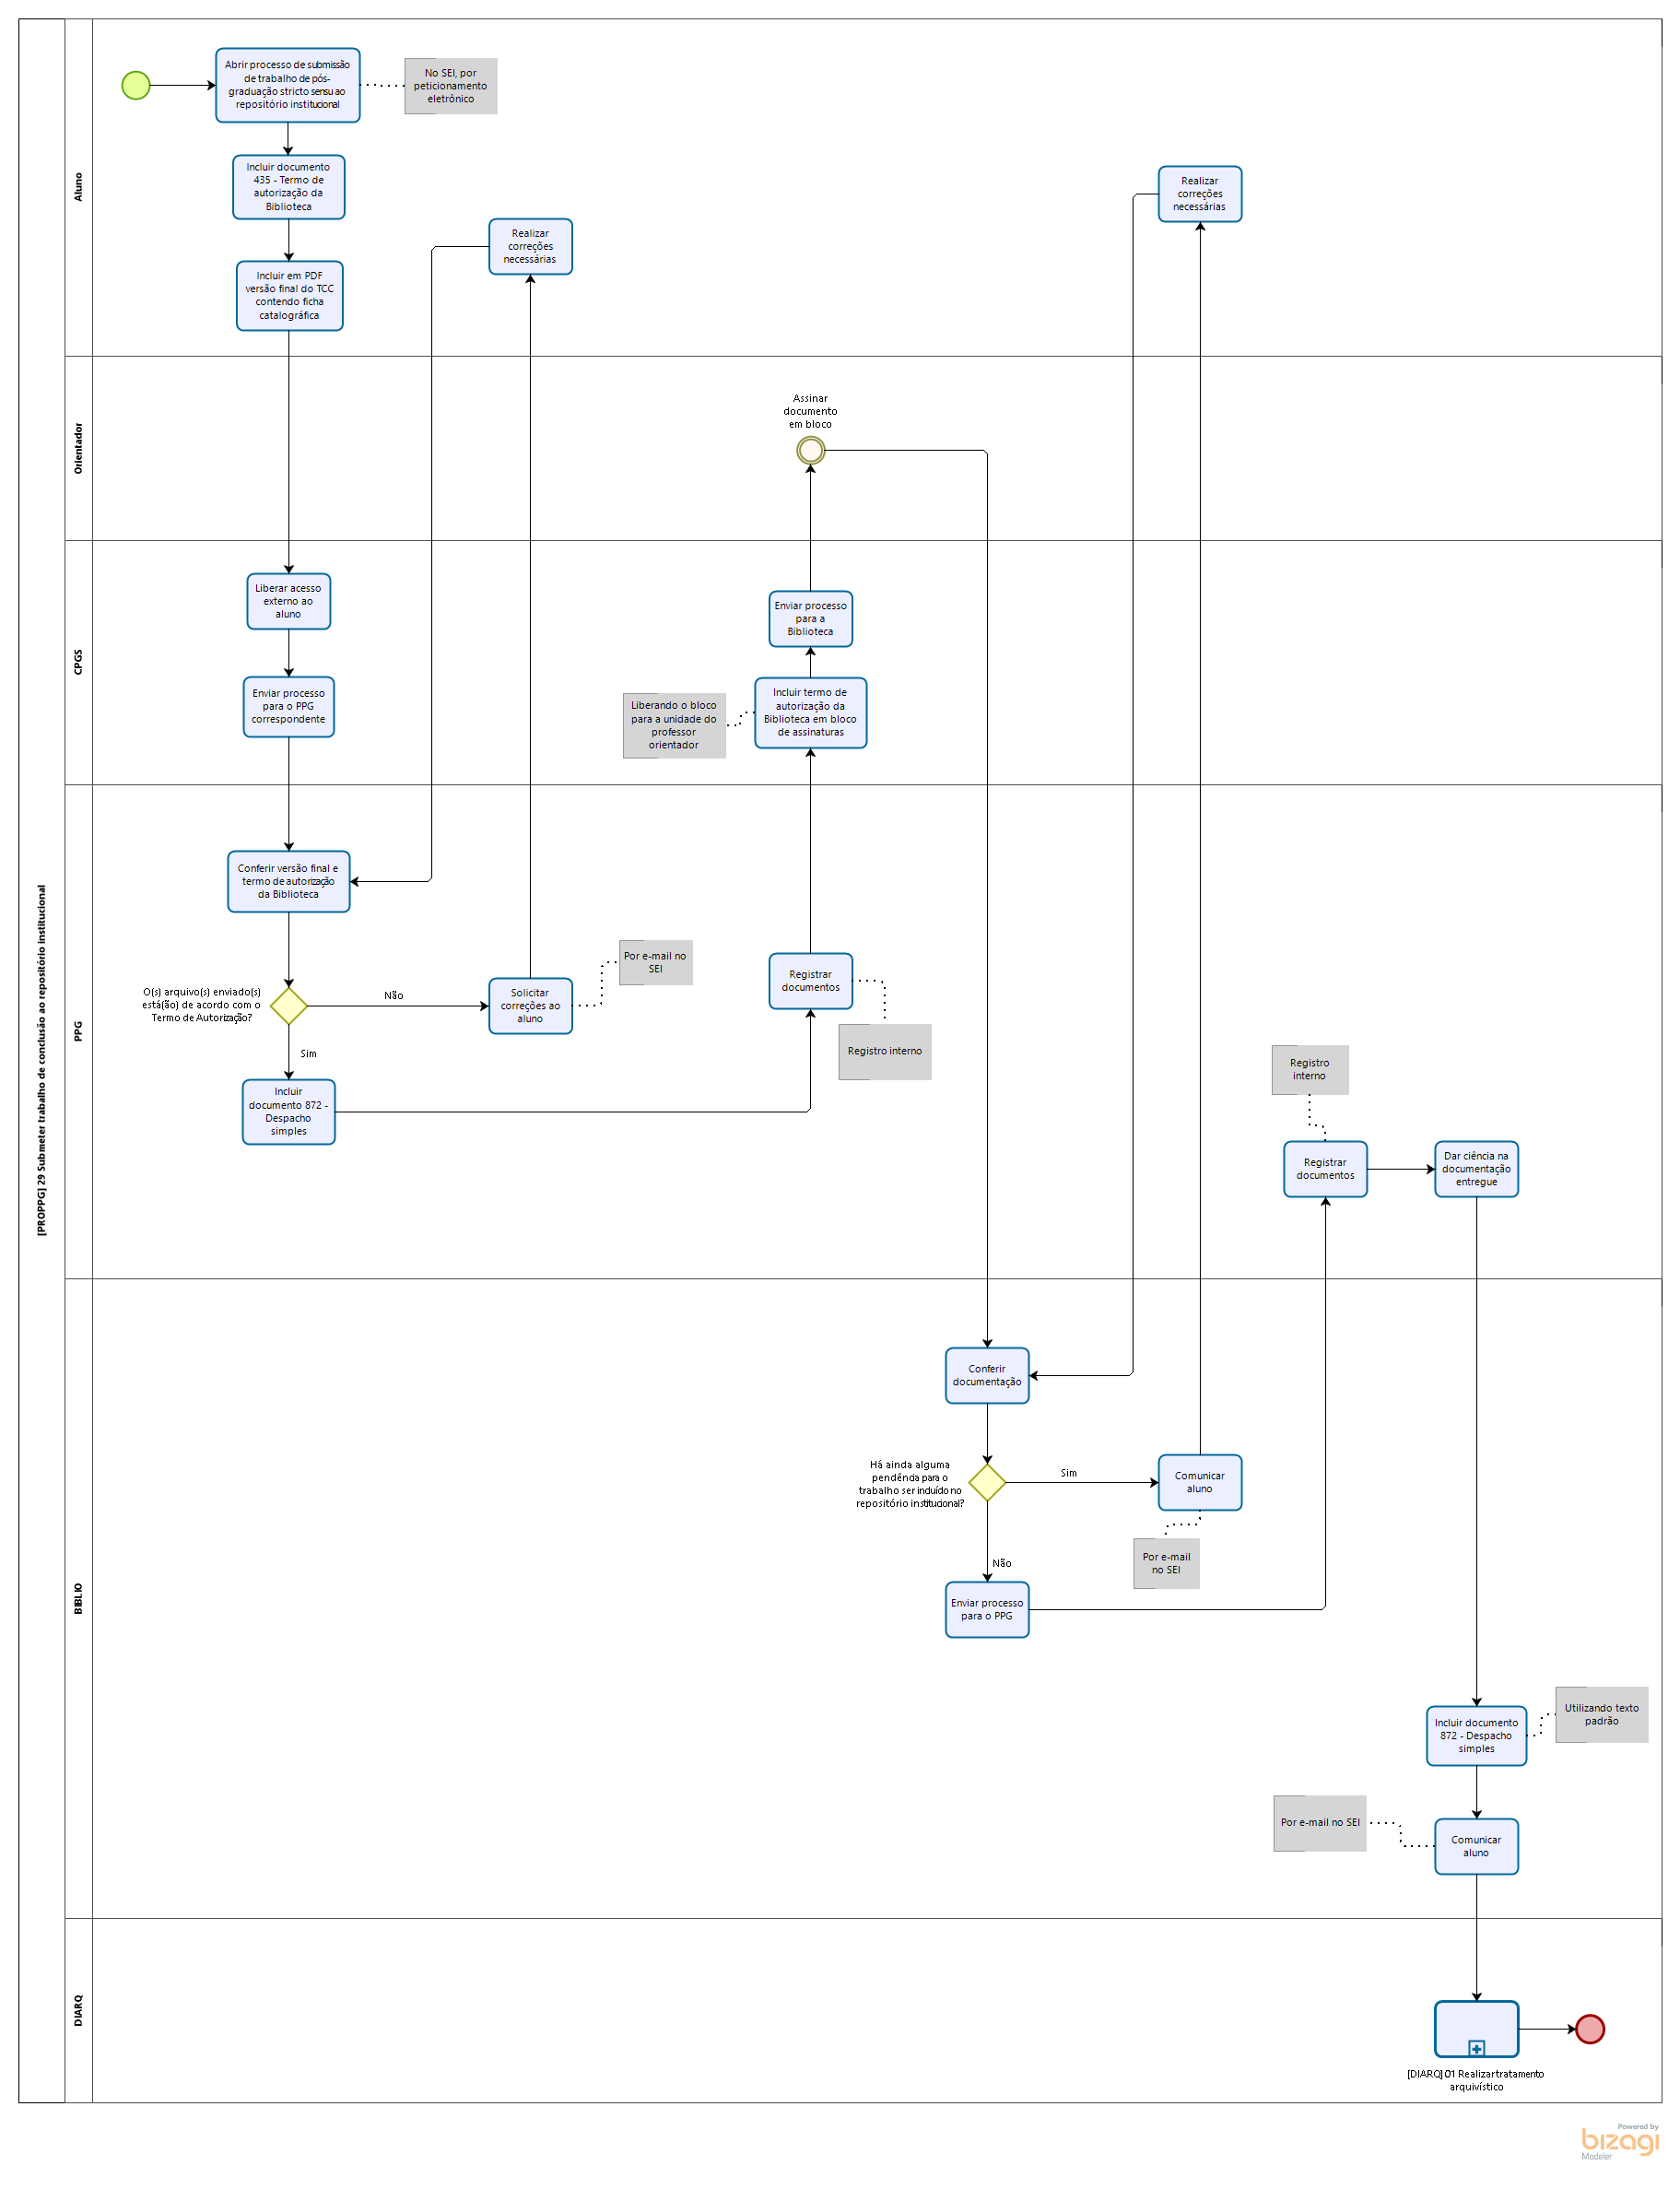 [PROPPG] 29 Submeter trabalho de conclusão ao repositório institucional
Aluno
Abrir processo de submissão
de trabalho de pós-
graduação stricto sensu ao
repositório institucional
No SEI, por
peticionamento
eletrônico
Incluir documento
435 - Termo de
autorização da
Biblioteca
Realizar
correções
necessárias
Realizar
correções
necessárias
Incluir em PDF
versão final do TCC
contendo ficha
catalográfica
Orientador
Assinar
documento
em bloco
CPGS
Liberar acesso
externo ao
aluno
Enviar processo
para a
Biblioteca
Enviar processo
para o PPG
correspondente
Liberando o bloco
para a unidade do
professor
orientador
Incluir termo de
autorização da
Biblioteca em bloco
de assinaturas
PPG
Conferir versão final e
termo de autorização
da Biblioteca
O(s) arquivo(s) enviado(s)
está(ão) de acordo com o
Termo de Autorização?
Não
Sim
Solicitar
correções ao
aluno
Por e-mail no
SEI
Registrar
documentos
Registro interno
Incluir
documento 872 -
Despacho
simples
Registro
interno
Registrar
documentos
Dar ciência na
documentação
entregue
BIBLIO
Conferir
documentação
Há ainda alguma
pendência para o
trabalho ser incluído no
repositório institucional?
Sim
Não
Comunicar
aluno
Por e-mail
no SEI
Enviar processo
para o PPG
Incluir documento
872 - Despacho
simples
Utilizando texto
padrão
Por e-mail no SEI
Comunicar
aluno
DIARQ
[DIARQ] 01 Realizar tratamento
arquivístico
Powered by
bizagi
Modeler